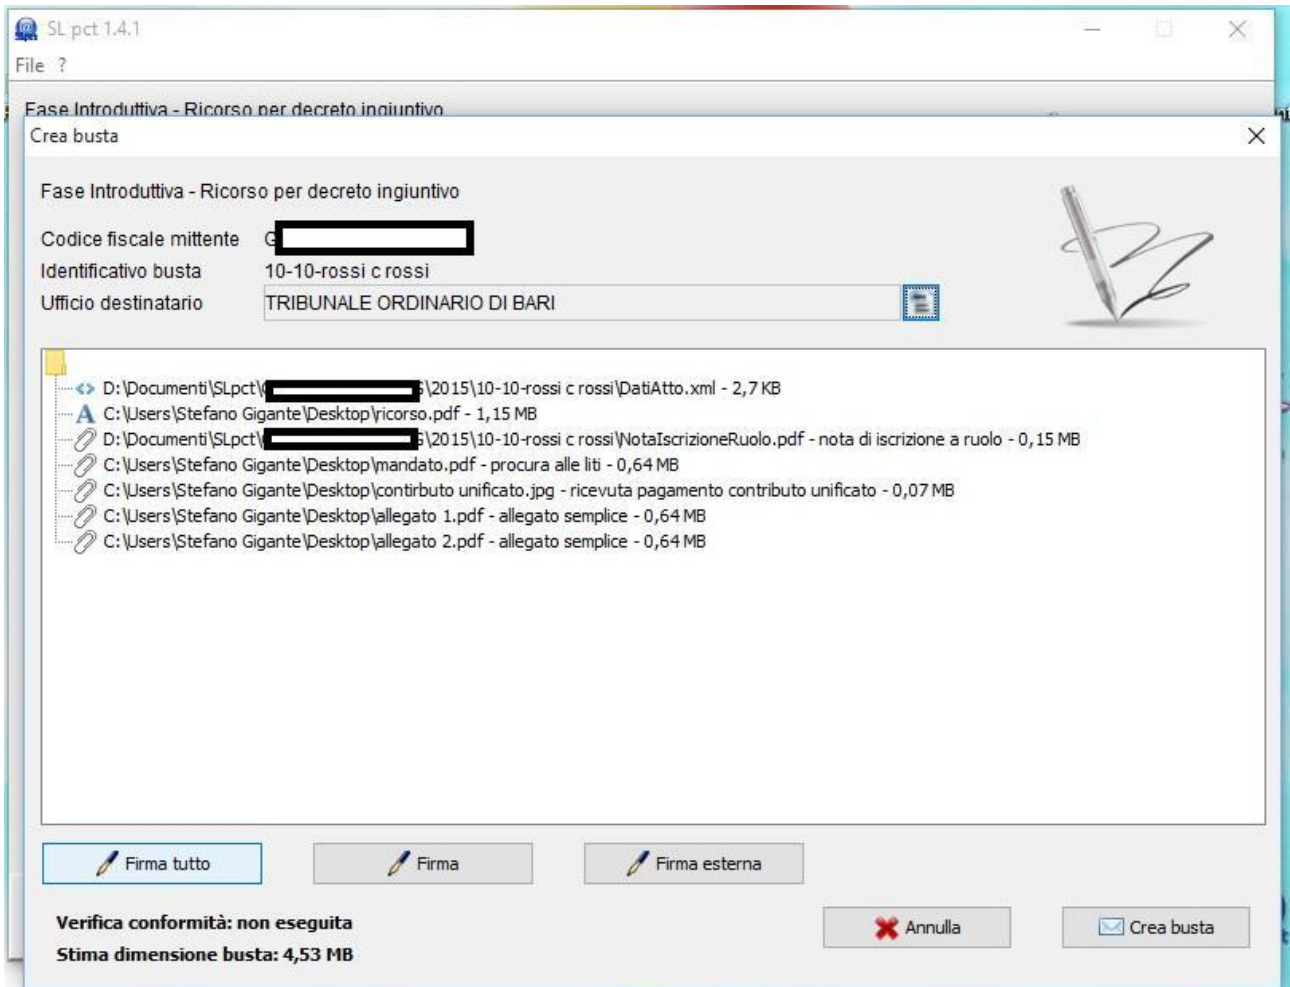 SL pct 1.4.1
File ?
Fase Introduttiva - Ricorso per decreto ingiuntivo
Crea busta
Fase Introduttiva - Ricorso per decreto ingiuntivo
Codice fiscale mittente G
Identificativo busta 10-10-rossi c rossi
Ufficio destinatario TRIBUNALE ORDINARIO DI BARI
D:\Documenti\SLpct\ \2015\10-10-rossi c rossi\DatiAtto.xml - 2,7 KB
C:\Users\Stefano Gigante\Desktop\ricorso.pdf - 1,15 MB
D:\Documenti\SLpct\ \2015\10-10-rossi c rossi\NotaIscrizioneRuolo.pdf - nota di iscrizione a ruolo - 0,15 MB
C:\Users\Stefano Gigante\Desktop\mandato.pdf - procura alle liti - 0,64 MB
C:\Users\Stefano Gigante\Desktop\contirbuto unificato.jpg - ricevuta pagamento contributo unificato - 0,07 MB
C:\Users\Stefano Gigante\Desktop\allegato 1.pdf - allegato semplice - 0,64 MB
C:\Users\Stefano Gigante\Desktop\allegato 2.pdf - allegato semplice - 0,64 MB
Firma tutto Firma Firma esterna
Verifica conformità: non eseguita
Annulla Crea busta
Stima dimensione busta: 4,53 MB